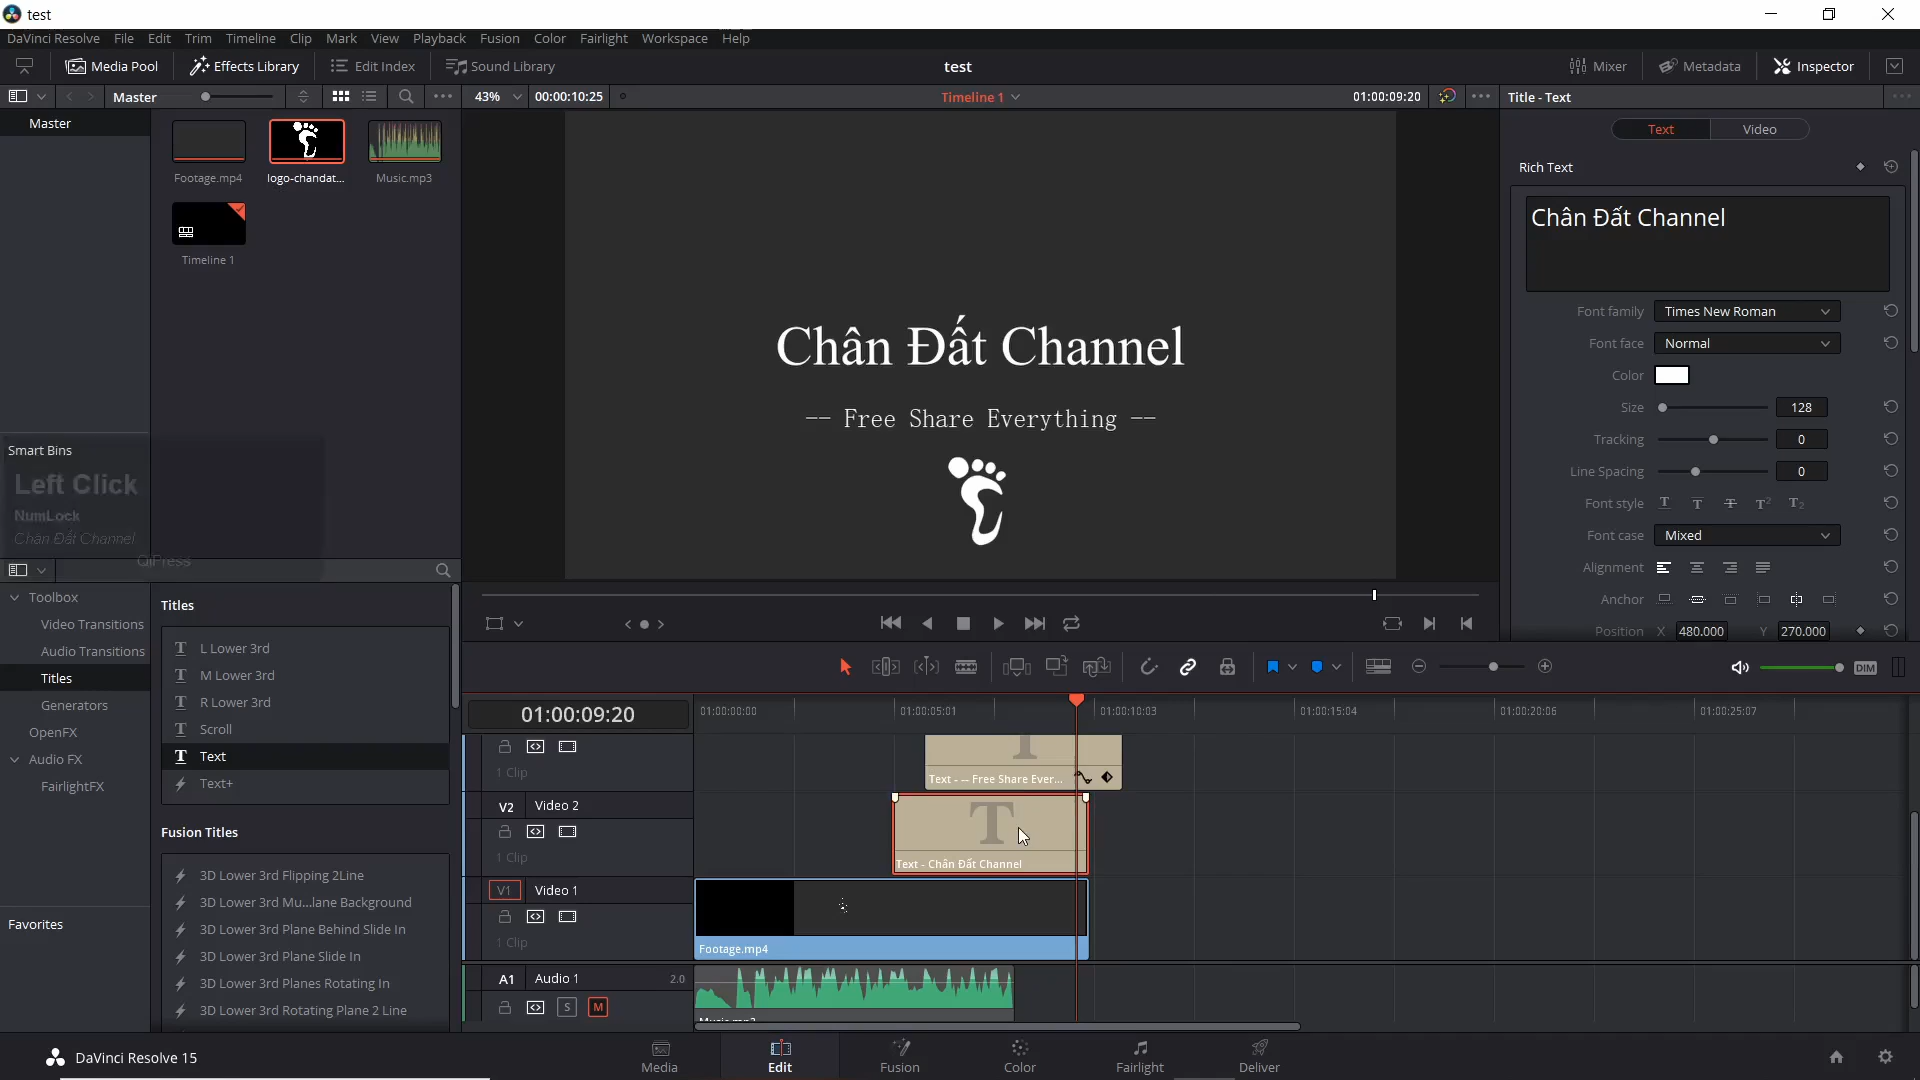 test
DaVinci Resolve File Edit Trim Timeline Clip Mark View Playback Fusion Color Fairlight Workspace Help
Media Pool Effects Library Edit Index Sound Library test Mixer Metadata Inspector
Master 43% 00:00:10:25 Timeline 1 01:00:09:20 Title - Text
Master
Footage.mp4 logo-chandat... Music.mp3
Timeline 1
Smart Bins
Left Click
NumLock
Chân Đất Channel
QiPress
Chân Đất Channel
-- Free Share Everything --
Text Video
Rich Text
Chân Đất Channel
Font family Times New Roman
Font face Normal
Color
Size 128
Tracking 0
Line Spacing 0
Font style T T T T² T₂
Font case Mixed
Alignment
Anchor
Position X 480.000 Y 270.000
Toolbox
Video Transitions
Audio Transitions
Titles
Generators
OpenFX
Audio FX
FairlightFX
Favorites
Titles
L Lower 3rd
M Lower 3rd
R Lower 3rd
Scroll
Text
Text+
Fusion Titles
3D Lower 3rd Flipping 2Line
3D Lower 3rd Mu...lane Background
3D Lower 3rd Plane Behind Slide In
3D Lower 3rd Plane Slide In
3D Lower 3rd Planes Rotating In
3D Lower 3rd Rotating Plane 2 Line
DIM
01:00:09:20 01:00:00:00 01:00:05:01 01:00:10:03 01:00:15:04 01:00:20:06 01:00:25:07
1 Clip
Text - -- Free Share Ever...
V2 Video 2
1 Clip
T
Text - Chân Đất Channel
V1 Video 1
1 Clip
Footage.mp4
A1 Audio 1 2.0
S M
DaVinci Resolve 15
Media Edit Fusion Color Fairlight Deliver